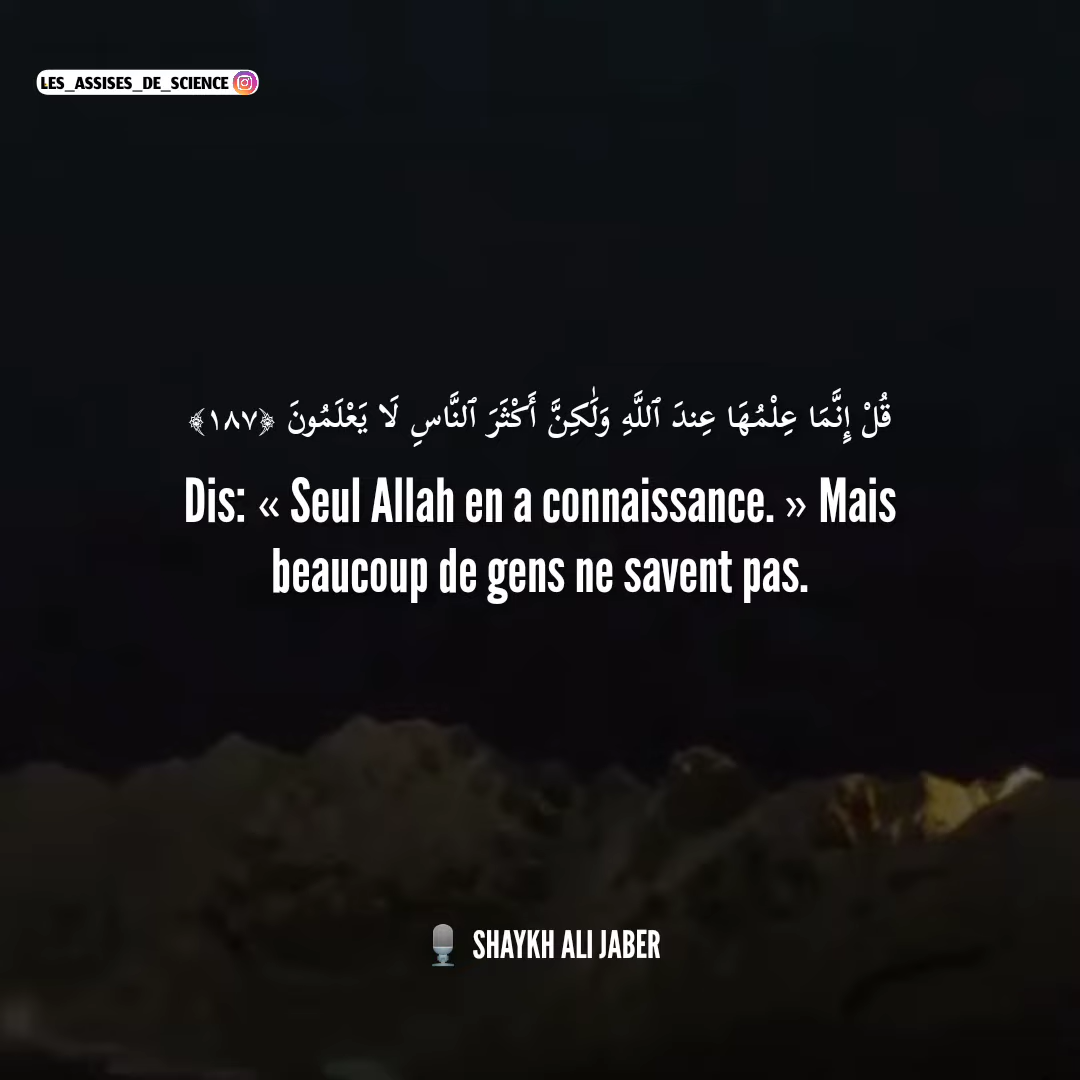 LES_ASSISES_DE_SCIENCE
قُلْ إِنَّمَا عِلْمُهَا عِندَ ٱللَّهِ وَلَٰكِنَّ أَكْثَرَ ٱلنَّاسِ لَا يَعْلَمُونَ ﴿١٨٧﴾
Dis: « Seul Allah en a connaissance. » Mais
beaucoup de gens ne savent pas.
SHAYKH ALI JABER